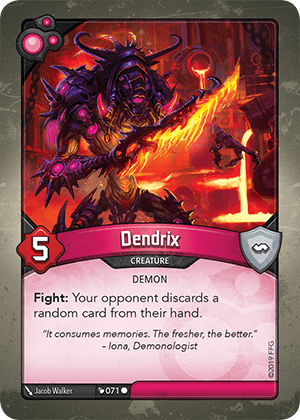 Dendrix
5
CREATURE
DEMON
Fight: Your opponent discards a
random card from their hand.
"It consumes memories. The fresher, the better."
- Iona, Demonologist
Jacob Walker
071
©2019 FFG